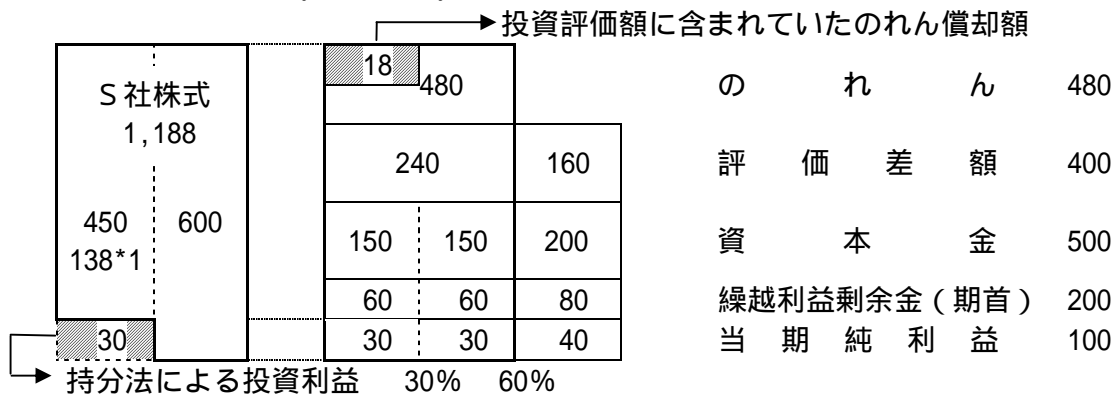 投資評価額に含まれていたのれん償却額
18
480
S社株式
1,188
の れ ん 480
240 160
評 価 差 額 400
450 600
138*1
150 150 200
資 本 金 500
60 60 80
繰越利益剰余金(期首) 200
30
30 30 40
当 期 純 利 益 100
持分法による投資利益 30% 60%